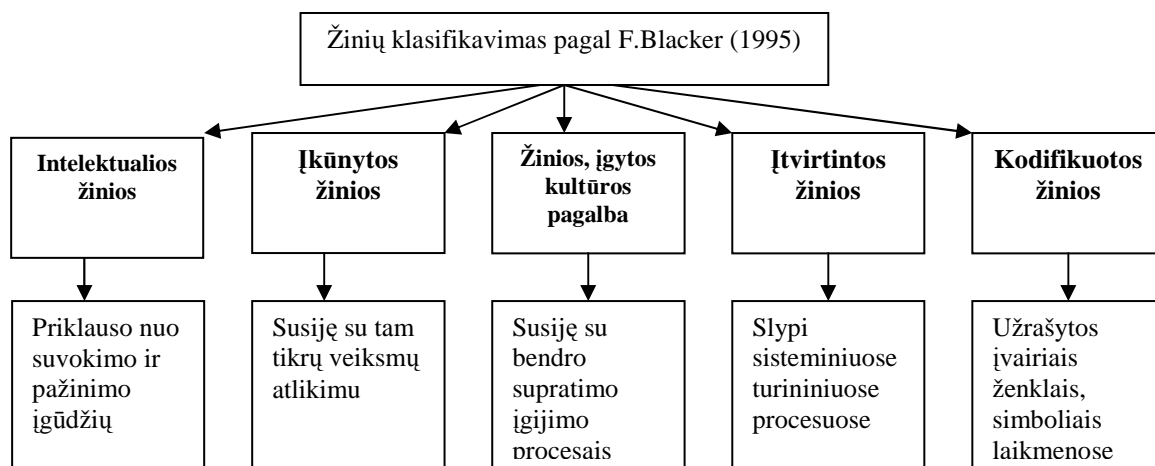 Žinių klasifikavimas pagal F.Blacker (1995)
Intelektualios
žinios
Įkūnytos
žinios
Žinios, įgytos
kultūros
pagalba
Įtvirtintos
žinios
Kodifikuotos
žinios
Priklauso nuo
suvokimo ir
pažinimo
įgūdžių
Susiję su tam
tikrų veiksmų
atlikimu
Susiję su
bendro
supratimo
įgijimo
procesais
Slypi
sisteminiuose
turininiuose
procesuose
Užrašytos
įvairiais
ženklais,
simboliais
laikmenose